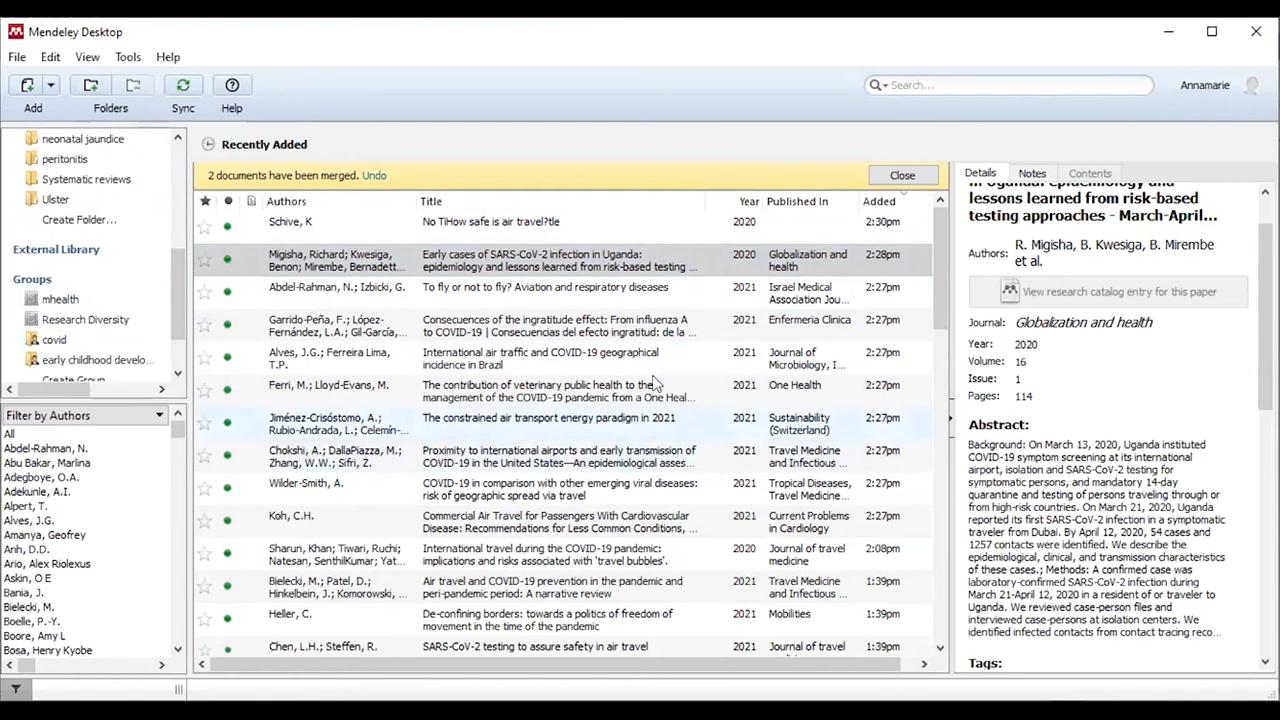 Mendeley Desktop
File Edit View Tools Help
Search... Annamarie
Add Folders Sync Help
neonatal jaundice
peritonitis
Systematic reviews
Ulster
Create Folder...
External Library
Groups
mhealth
Research Diversity
covid
early childhood develo...
Create Group...
Filter by Authors
All
Abdel-Rahman, N.
Abu Bakar, Marlina
Adegboye, O.A.
Adekunle, A.I.
Alpert, T.
Alves, J.G.
Amanya, Geofrey
Anh, D.D.
Ario, Alex Riolexus
Askin, O E
Bania, J.
Bielecki, M.
Boelle, P.-Y.
Boore, Amy L
Bosa, Henry Kyobe
Recently Added
2 documents have been merged. Undo Close
Authors Title Year Published In Added
Schive, K No TiHow safe is air travel?tle 2020 2:30pm
Migisha, Richard; Kwesiga, Early cases of SARS-CoV-2 infection in Uganda: 2020 Globalization and 2:28pm
Benon; Mirembe, Bernadett... epidemiology and lessons learned from risk-based testing ... health
Abdel-Rahman, N.; Izbicki, G. To fly or not to fly? Aviation and respiratory diseases 2021 Israel Medical 2:27pm
Association Jou...
Garrido-Peña, F.; López- Consequences of the ingratitude effect: From influenza A 2021 Enfermeria Clinica 2:27pm
Fernández, L.A.; Gil-García,... to COVID-19 | Consecuencias del efecto ingratitud: de la ...
Alves, J.G.; Ferreira Lima, International air traffic and COVID-19 geographical 2021 Journal of 2:27pm
T.P. incidence in Brazil Microbiology, I...
Ferri, M.; Lloyd-Evans, M. The contribution of veterinary public health to the 2021 One Health 2:27pm
management of the COVID-19 pandemic from a One Heal...
Jiménez-Crisóstomo, A.; The constrained air transport energy paradigm in 2021 2021 Sustainability 2:27pm
Rubio-Andrada, L.; Celemín-... (Switzerland)
Chokshi, A.; DallaPiazza, M.; Proximity to international airports and early transmission of 2021 Travel Medicine 2:27pm
Zhang, W.W.; Sifri, Z. COVID-19 in the United States—An epidemiological asses... and Infectious ...
Wilder-Smith, A. COVID-19 in comparison with other emerging viral diseases: 2021 Tropical Diseases, 2:27pm
risk of geographic spread via travel Travel Medicine...
Koh, C.H. Commercial Air Travel for Passengers With Cardiovascular 2021 Current Problems 2:27pm
Disease: Recommendations for Less Common Conditions, ... in Cardiology
Sharun, Khan; Tiwari, Ruchi; International travel during the COVID-19 pandemic: 2020 Journal of travel 2:08pm
Natesan, SenthilKumar; Yat... implications and risks associated with 'travel bubbles'. medicine
Bielecki, M.; Patel, D.; Air travel and COVID-19 prevention in the pandemic and 2021 Travel Medicine 1:39pm
Hinkelbein, J.; Komorowski, ... peri-pandemic period: A narrative review and Infectious ...
Heller, C. De-confining borders: towards a politics of freedom of 2021 Mobilities 1:39pm
movement in the time of the pandemic
Chen, L.H.; Steffen, R. SARS-CoV-2 testing to assure safety in air travel 2021 Journal of travel 1:39pm
Details Notes Contents
in Uganda: epidemiology and
lessons learned from risk-based
testing approaches - March-April...
Authors: R. Migisha, B. Kwesiga, B. Mirembe
et al.
View research catalog entry for this paper
Journal: Globalization and health
Year: 2020
Volume: 16
Issue: 1
Pages: 114
Abstract:
Background: On March 13, 2020, Uganda instituted
COVID-19 symptom screening at its international
airport, isolation and SARS-CoV-2 testing for
symptomatic persons, and mandatory 14-day
quarantine and testing of persons traveling through or
from high-risk countries. On March 21, 2020, Uganda
reported its first SARS-CoV-2 infection in a symptomatic
traveler from Dubai. By April 12, 2020, 54 cases and
1257 contacts were identified. We describe the
epidemiological, clinical, and transmission characteristics
of these cases.; Methods: A confirmed case was
laboratory-confirmed SARS-CoV-2 infection during
March 21-April 12, 2020 in a resident of or traveler to
Uganda. We reviewed case-person files and
interviewed case-persons at isolation centers. We
identified infected contacts from contact tracing reco...
Tags: